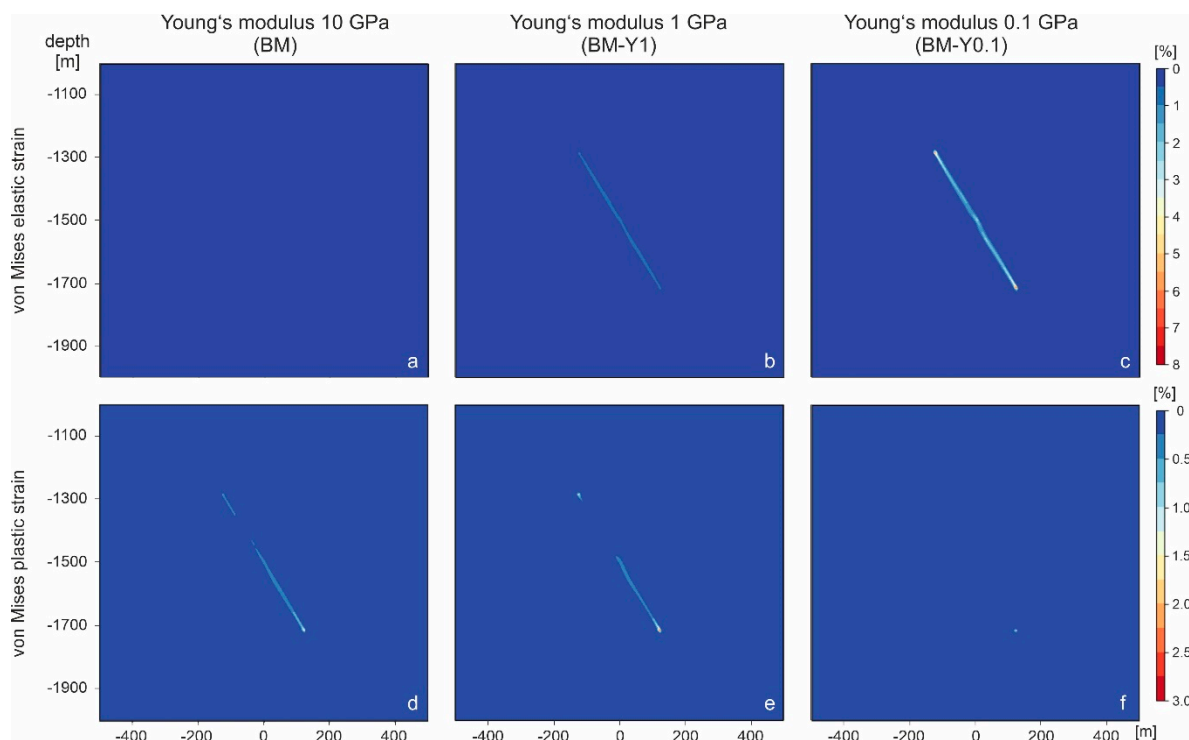 Young‘s modulus 10 GPa
(BM)
Young‘s modulus 1 GPa
(BM-Y1)
Young‘s modulus 0.1 GPa
(BM-Y0.1)
depth
[m]
von Mises elastic strain
-1100
-1300
-1500
-1700
-1900
a
b
c
[%]
0
1
2
3
4
5
6
7
8
von Mises plastic strain
-1100
-1300
-1500
-1700
-1900
d
e
f
[%]
0
0.5
1.0
1.5
2.0
2.5
3.0
-400 -200 0 200 400
-400 -200 0 200 400
-400 -200 0 200 400 [m]